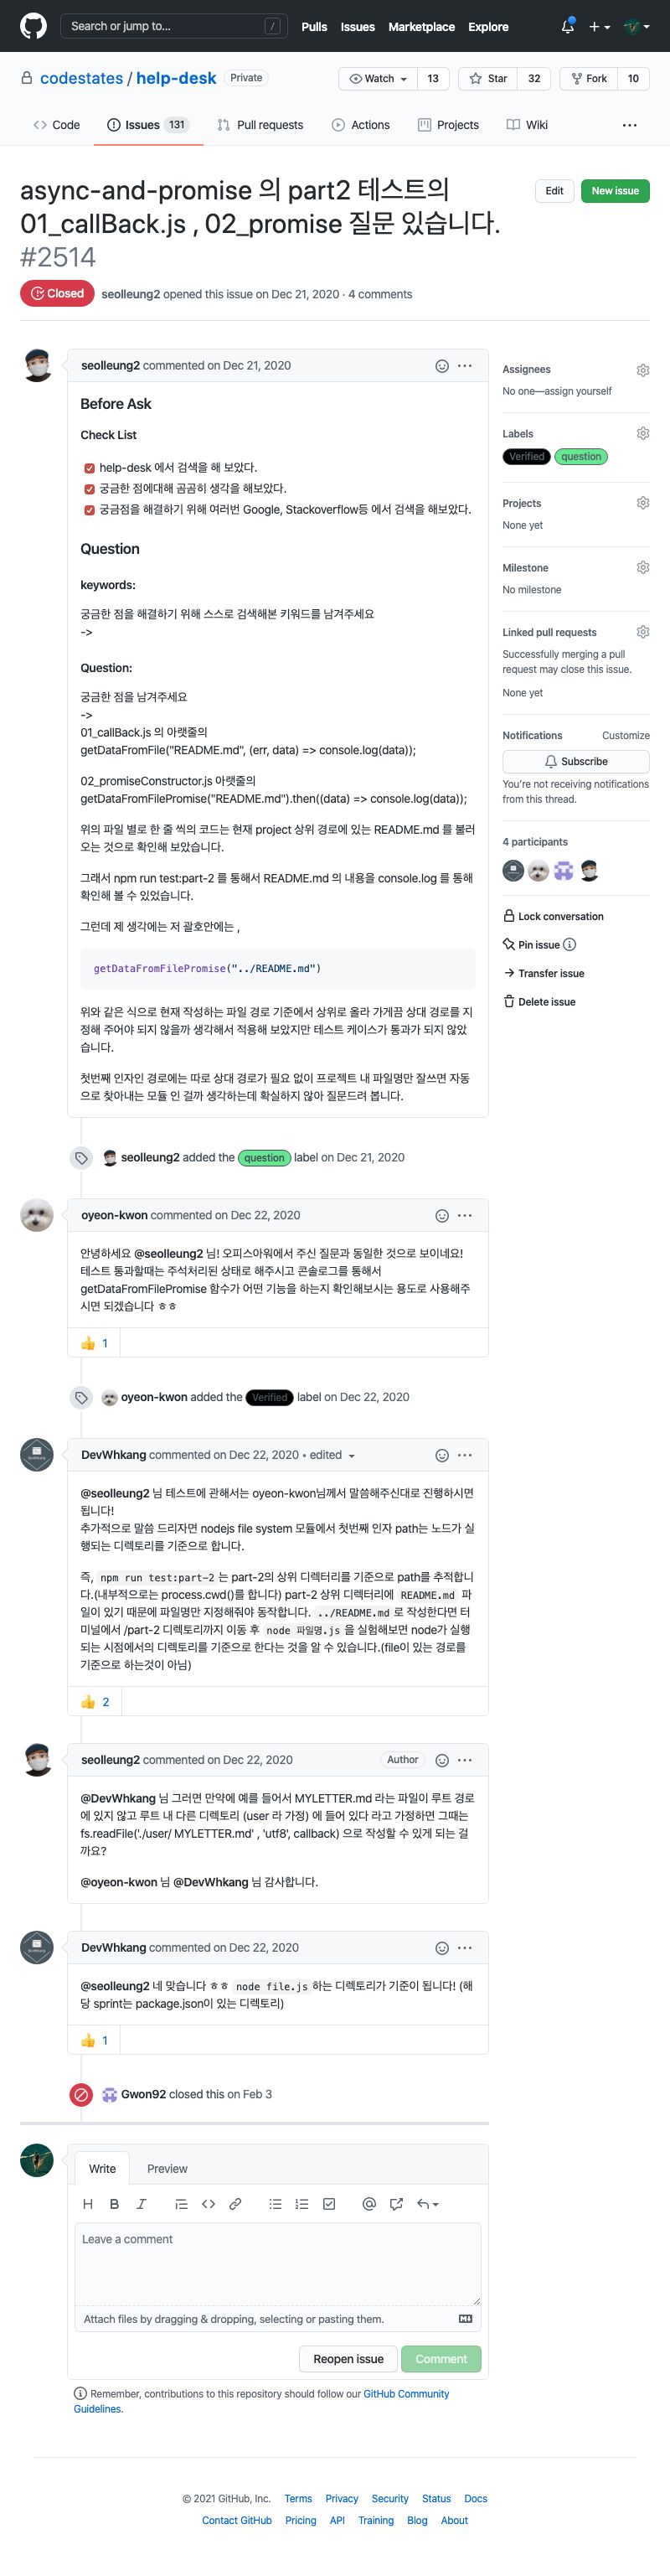 Search or jump to...
/
Pulls
Issues
Marketplace
Explore
codestates / help-desk
Private
Watch
13
Star
32
Fork
10
Code
Issues
131
Pull requests
Actions
Projects
Wiki
async-and-promise 의 part2 테스트의
01_callBack.js , 02_promise 질문 있습니다.
#2514
Edit
New issue
Closed
seolleung2 opened this issue on Dec 21, 2020 · 4 comments
seolleung2 commented on Dec 21, 2020
Before Ask
Check List
help-desk 에서 검색을 해 보았다.
궁금한 점에대해 곰곰히 생각을 해보았다.
궁금점을 해결하기 위해 여러번 Google, Stackoverflow등 에서 검색을 해보았다.
Question
keywords:
궁금한 점을 해결하기 위해 스스로 검색해본 키워드를 남겨주세요
->
Question:
궁금한 점을 남겨주세요
->
01_callBack.js 의 아랫줄의
getDataFromFile("README.md", (err, data) => console.log(data));
02_promiseConstructor.js 아랫줄의
getDataFromFilePromise("README.md").then((data) => console.log(data));
위의 파일 별로 한 줄 씩의 코드는 현재 project 상위 경로에 있는 README.md 를 불러
오는 것으로 확인해 보았습니다.
그래서 npm run test:part-2 를 통해서 README.md 의 내용을 console.log 를 통해
확인해 볼 수 있었습니다.
그런데 제 생각에는 저 괄호안에는 ,
getDataFromFilePromise("../README.md")
위와 같은 식으로 현재 작성하는 파일 경로 기준에서 상위로 올라 가게끔 상대 경로를 지
정해 주어야 되지 않을까 생각해서 적용해 보았지만 테스트 케이스가 통과가 되지 않았
습니다.
첫번째 인자인 경로에는 따로 상대 경로가 필요 없이 프로젝트 내 파일명만 잘쓰면 자동
으로 찾아내는 모듈 인 걸까 생각하는데 확실하지 않아 질문드려 봅니다.
Assignees
No one—assign yourself
Labels
Verified
question
Projects
None yet
Milestone
No milestone
Linked pull requests
Successfully merging a pull
request may close this issue.
None yet
Notifications
Customize
Subscribe
You're not receiving notifications
from this thread.
4 participants
Lock conversation
Pin issue
Transfer issue
Delete issue
seolleung2 added the question label on Dec 21, 2020
oyeon-kwon commented on Dec 22, 2020
안녕하세요 @seolleung2 님! 오피스아워에서 주신 질문과 동일한 것으로 보이네요!
테스트 통과할때는 주석처리된 상태로 해주시고 콘솔로그를 통해서
getDataFromFilePromise 함수가 어떤 기능을 하는지 확인해보시는 용도로 사용해주
시면 되겠습니다 ㅎㅎ
👍 1
oyeon-kwon added the Verified label on Dec 22, 2020
DevWhkang commented on Dec 22, 2020 • edited
@seolleung2 님 테스트에 관해서는 oyeon-kwon님께서 말씀해주신대로 진행하시면
됩니다!
추가적으로 말씀 드리자면 nodejs file system 모듈에서 첫번째 인자 path는 노드가 실
행되는 디렉토리를 기준으로 합니다.
즉, npm run test:part-2 는 part-2의 상위 디렉터리를 기준으로 path를 추적합니
다.(내부적으로는 process.cwd()를 합니다) part-2 상위 디렉터리에 README.md 파
일이 있기 때문에 파일명만 지정해줘야 동작합니다. ../README.md 로 작성한다면 터
미널에서 /part-2 디렉토리까지 이동 후 node 파일명.js 을 실험해보면 node가 실행
되는 시점에서의 디렉토리를 기준으로 한다는 것을 알 수 있습니다.(file이 있는 경로를
기준으로 하는것이 아님)
👍 2
seolleung2 commented on Dec 22, 2020
Author
@DevWhkang 님 그러면 만약에 예를 들어서 MYLETTER.md 라는 파일이 루트 경로
에 있지 않고 루트 내 다른 디렉토리 (user 라 가정) 에 들어 있다 라고 가정하면 그때는
fs.readFile('./user/ MYLETTER.md' , 'utf8', callback) 으로 작성할 수 있게 되는 걸
까요?
@oyeon-kwon 님 @DevWhkang 님 감사합니다.
DevWhkang commented on Dec 22, 2020
@seolleung2 네 맞습니다 ㅎㅎ node file.js 하는 디렉토리가 기준이 됩니다! (해
당 sprint는 package.json이 있는 디렉토리)
👍 1
Gwon92 closed this on Feb 3
Write
Preview
Leave a comment
Attach files by dragging & dropping, selecting or pasting them.
Reopen issue
Comment
Remember, contributions to this repository should follow our GitHub Community
Guidelines.
© 2021 GitHub, Inc.
Terms
Privacy
Security
Status
Docs
Contact GitHub
Pricing
API
Training
Blog
About